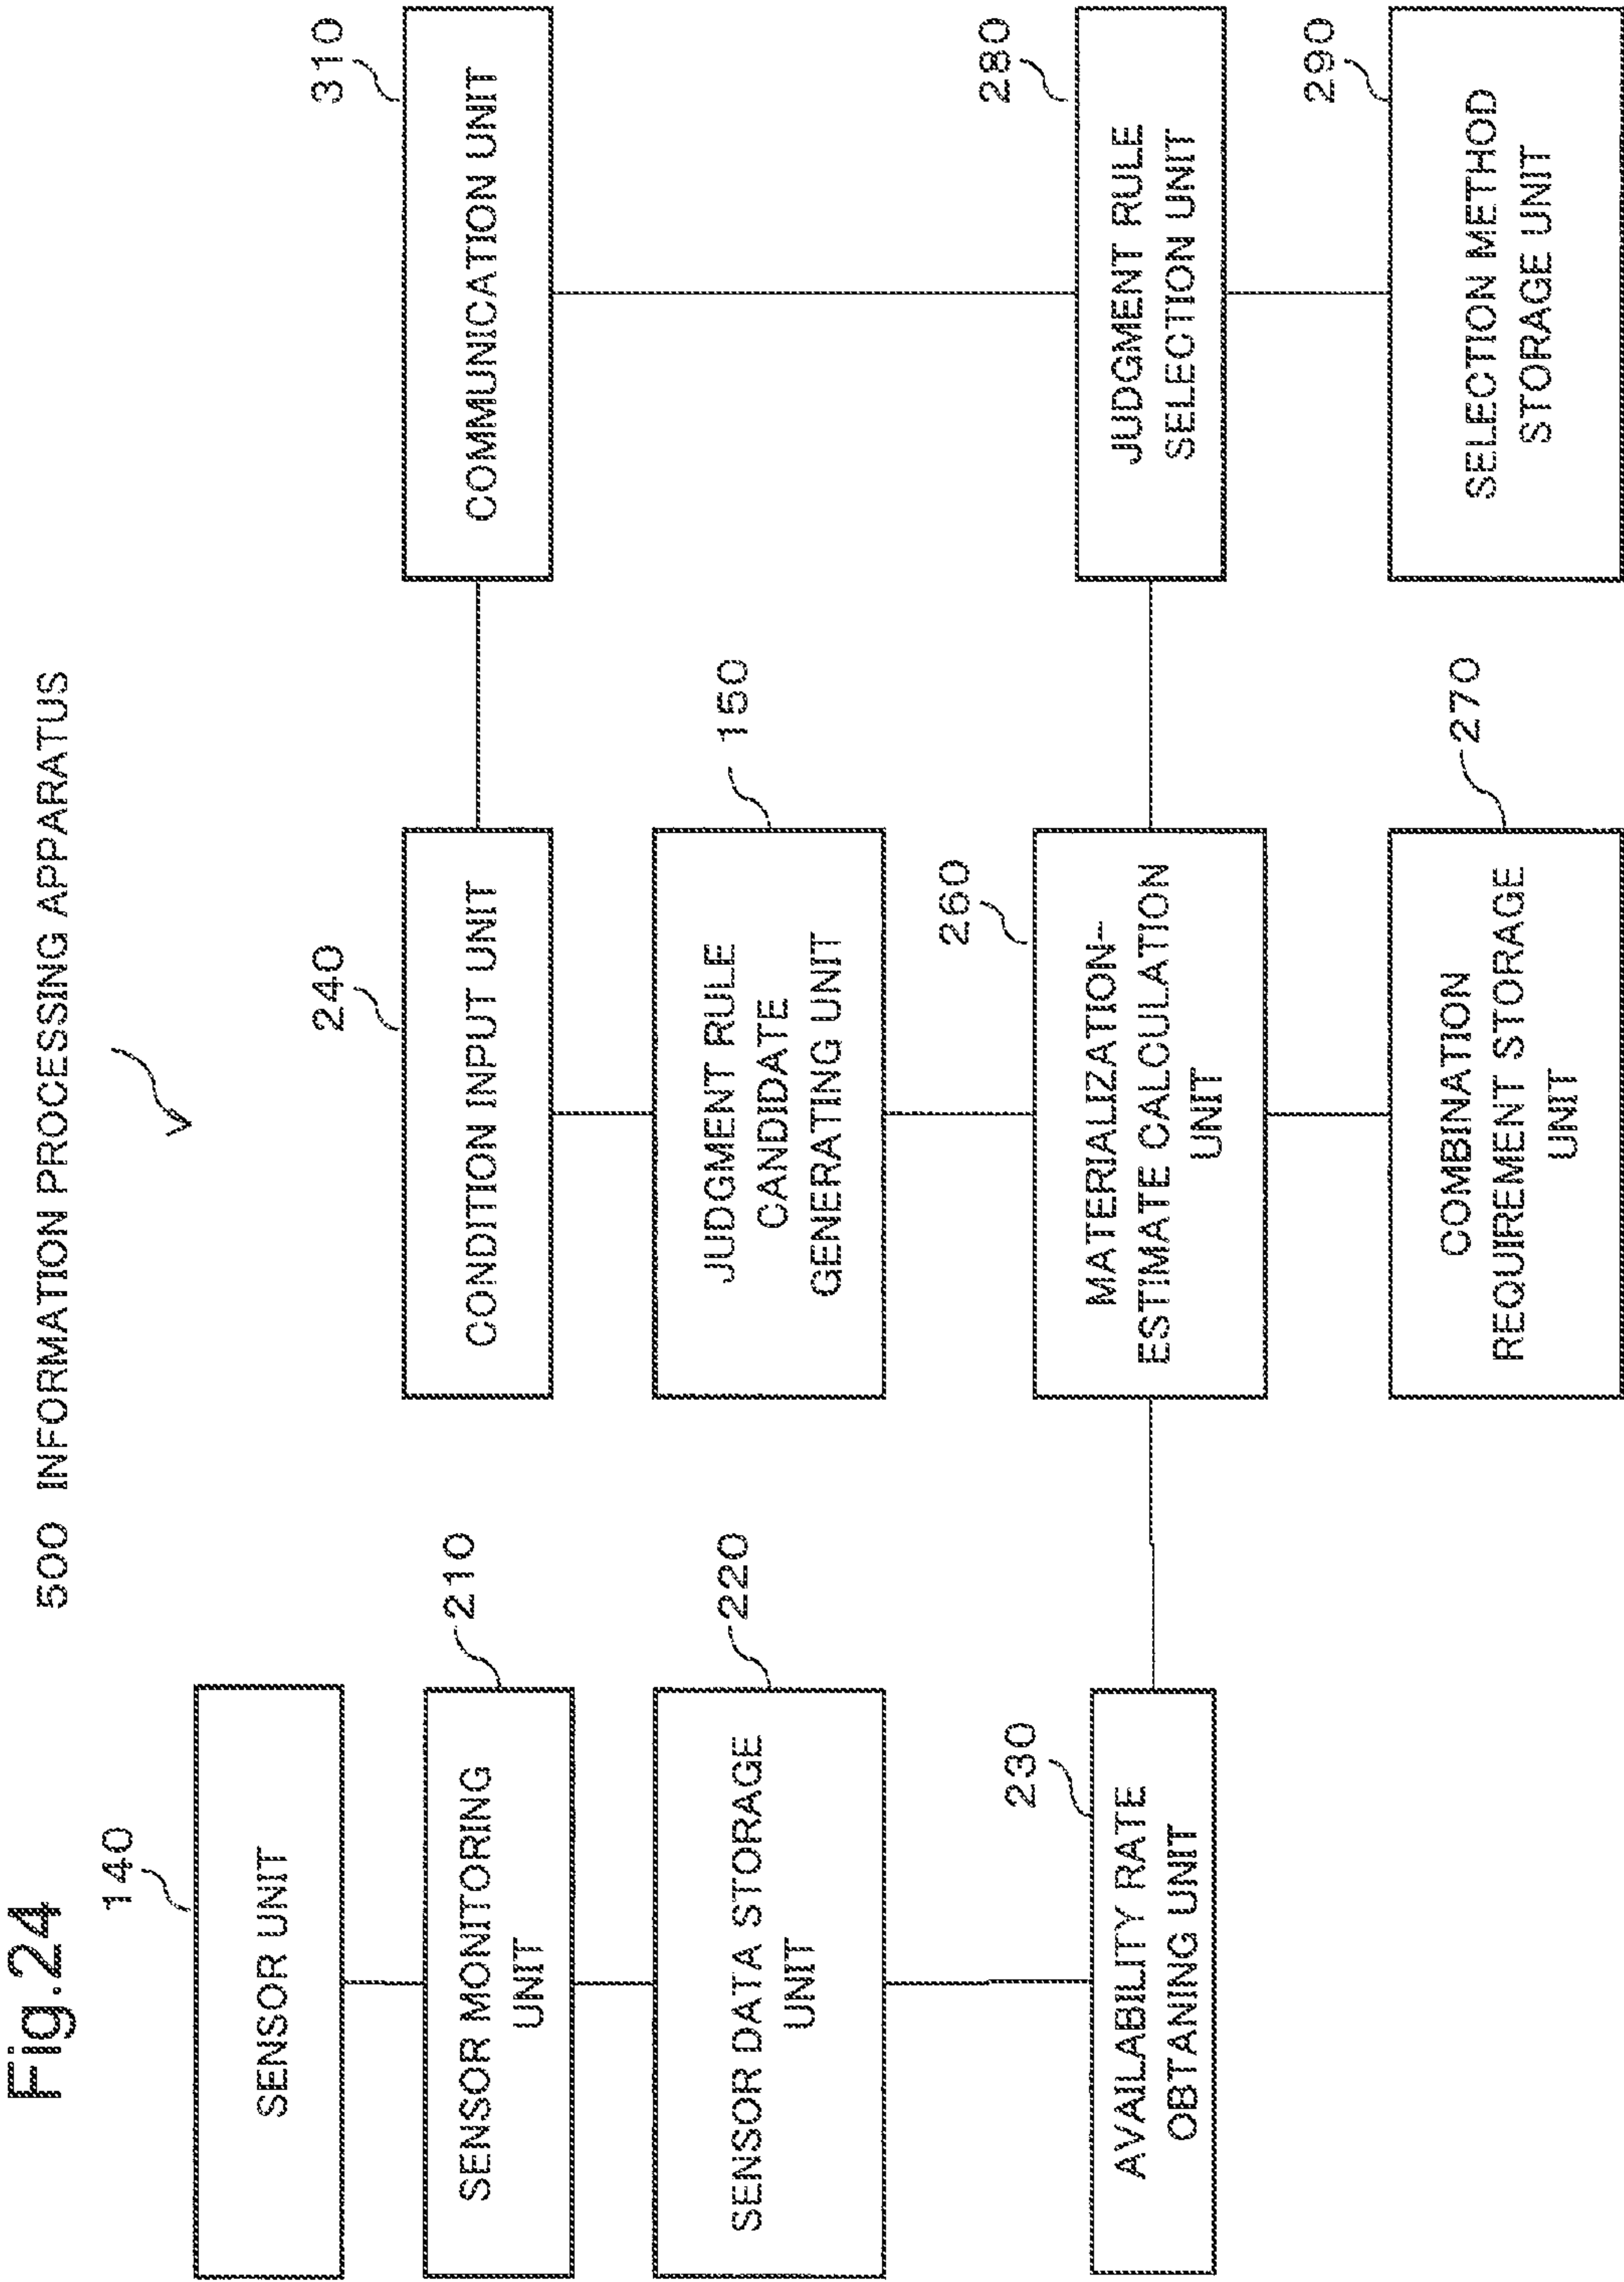 Fig.24
500 INFORMATION PROCESSING APPARATUS
140
SENSOR UNIT
210
SENSOR MONITORING
UNIT
220
SENSOR DATA STORAGE
UNIT
230
AVAILABILITY RATE
OBTANING UNIT
240
CONDITION INPUT UNIT
150
JUDGMENT RULE
CANDIDATE
GENERATING UNIT
260
MATERIALIZATION-
ESTIMATE CALCULATION
UNIT
270
COMBINATION
REQUIREMENT STORAGE
UNIT
310
COMMUNICATION UNIT
280
JUDGMENT RULE
SELECTION UNIT
290
SELECTION METHOD
STORAGE UNIT